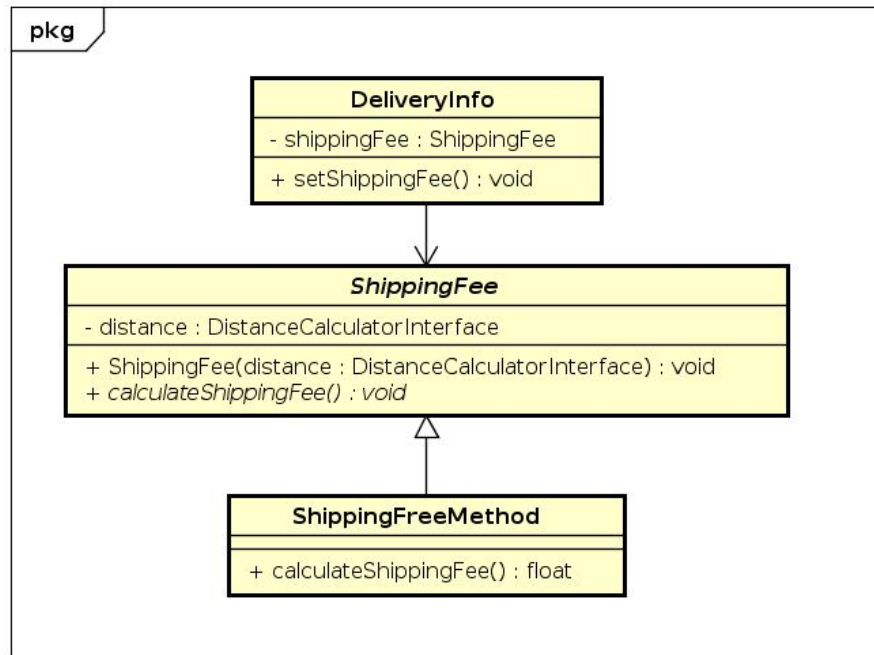 pkg
DeliveryInfo
- shippingFee : ShippingFee
+ setShippingFee() : void
ShippingFee
- distance : DistanceCalculatorInterface
+ ShippingFee(distance : DistanceCalculatorInterface) : void
+ calculateShippingFee() : void
ShippingFreeMethod
+ calculateShippingFee() : float